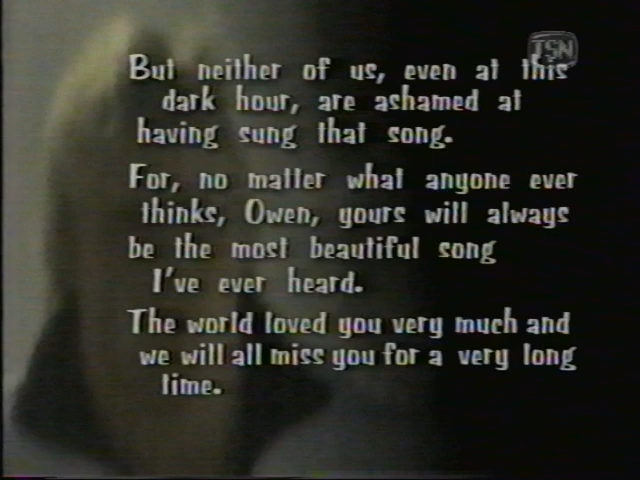 TSN
But neither of us, even at this
dark hour, are ashamed at
having sung that song.
For, no matter what anyone ever
thinks, Owen, yours will always
be the most beautiful song
I've ever heard.
The world loved you very much and
we will all miss you for a very long
time.